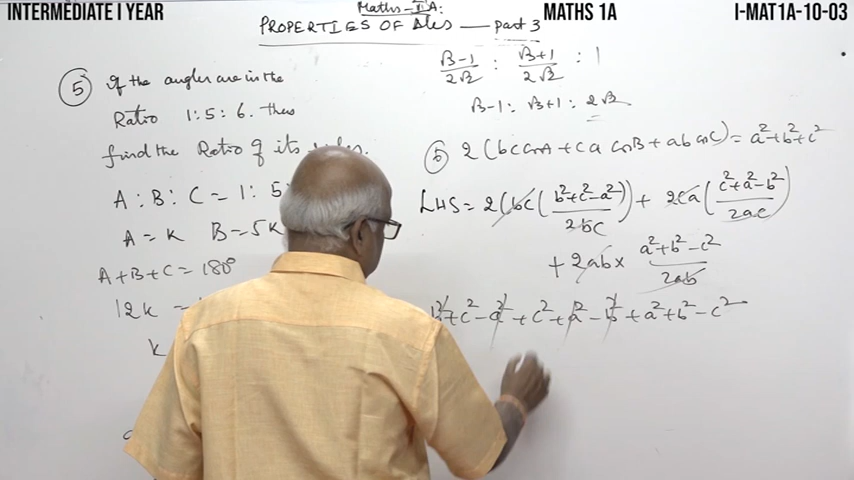 INTERMEDIATE I YEAR
MATHS 1A
I-MAT1A-10-03
Maths - IA:
PROPERTIES OF Δles — part 3
⑤ If the angles are in the
Ratio 1:5:6. then
find the Ratio of its sides.
A : B : C = 1 : 5 :
A = K B = 5K
A+B+C = 180°
12K =
K
√3-1/2√2 : √3+1/2√2 : 1
√3-1 : √3+1 : 2√2
⑥ 2(bc cosA + ca cosB + ab cosC) = a²+b²+c²
LHS = 2(bc((b²+c²-a²)/2bc)) + 2ca((c²+a²-b²)/2ac)
+ 2ab × (a²+b²-c²)/2ab
b²+c²-a²+c²+a²-b²+a²+b²-c²